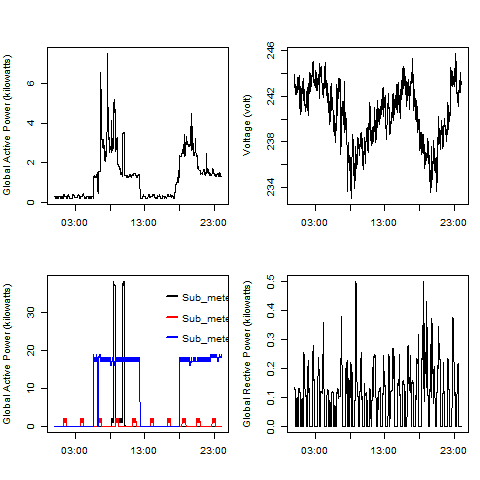 Global Active Power (kilowatts)
0 2 4 6
03:00 13:00 23:00
Voltage (volt)
234 238 242 246
03:00 13:00 23:00
Global Active Power (kilowatts)
0 10 20 30
Sub_mete
Sub_mete
Sub_mete
03:00 13:00 23:00
Global Rective Power (kilowatts)
0.0 0.1 0.2 0.3 0.4 0.5
03:00 13:00 23:00